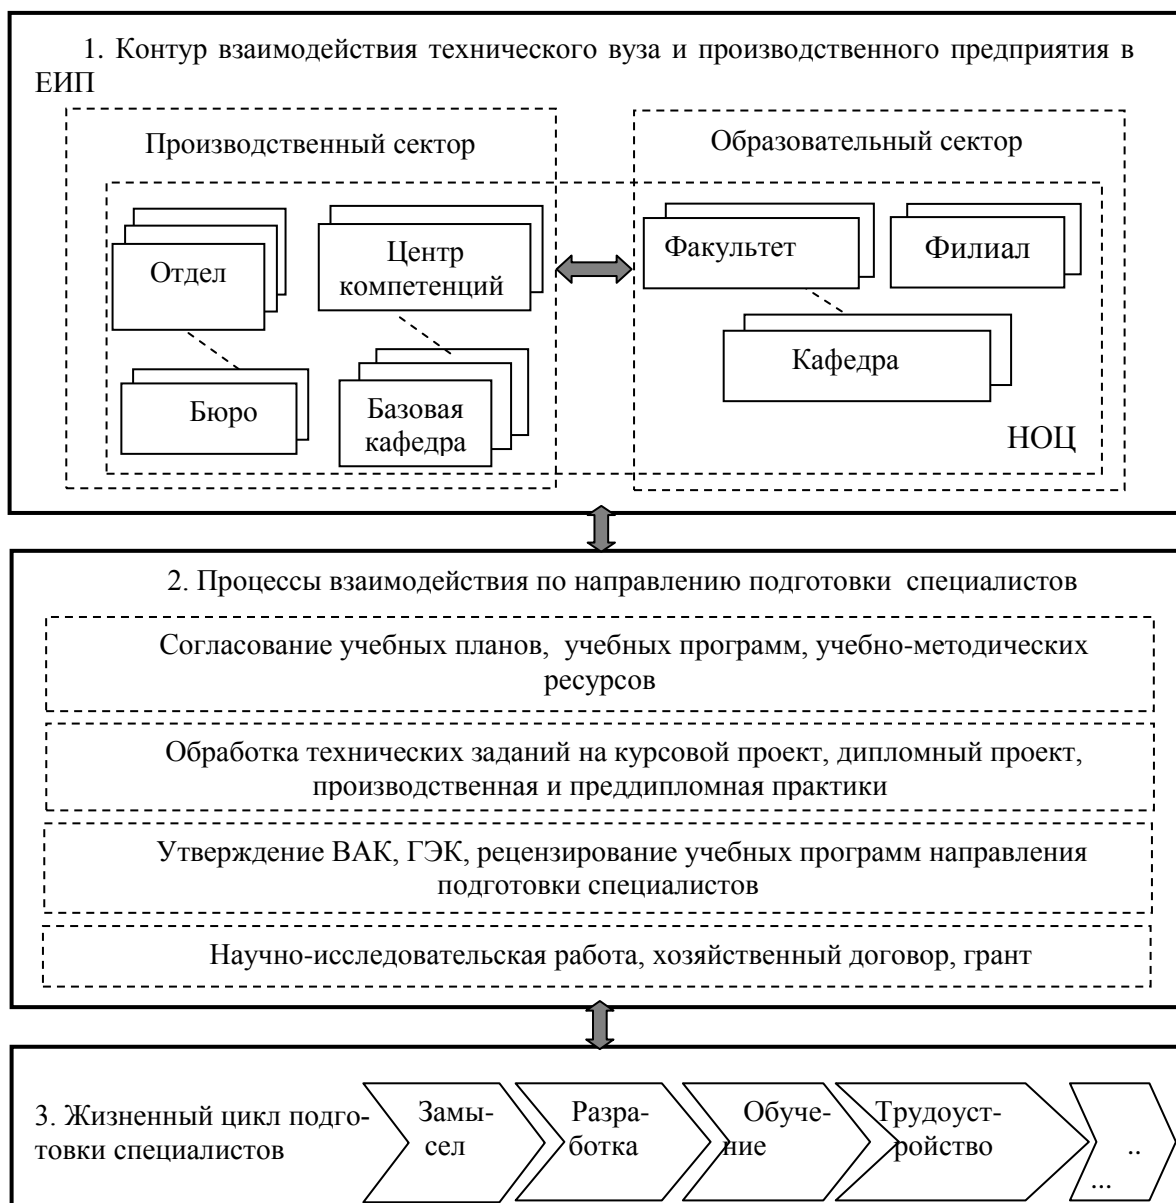 1. Контур взаимодействия технического вуза и производственного предприятия в
ЕИП
Производственный сектор
Образовательный сектор
Отдел
Центр
компетенций
Факультет
Филиал
Бюро
Базовая
кафедра
Кафедра
НОЦ
2. Процессы взаимодействия по направлению подготовки специалистов
Согласование учебных планов, учебных программ, учебно-методических
ресурсов
Обработка технических заданий на курсовой проект, дипломный проект,
производственная и преддипломная практики
Утверждение ВАК, ГЭК, рецензирование учебных программ направления
подготовки специалистов
Научно-исследовательская работа, хозяйственный договор, грант
3. Жизненный цикл подго-
товки специалистов
Замы-
сел
Разра-
ботка
Обуче-
ние
Трудоуст-
ройство
..
...